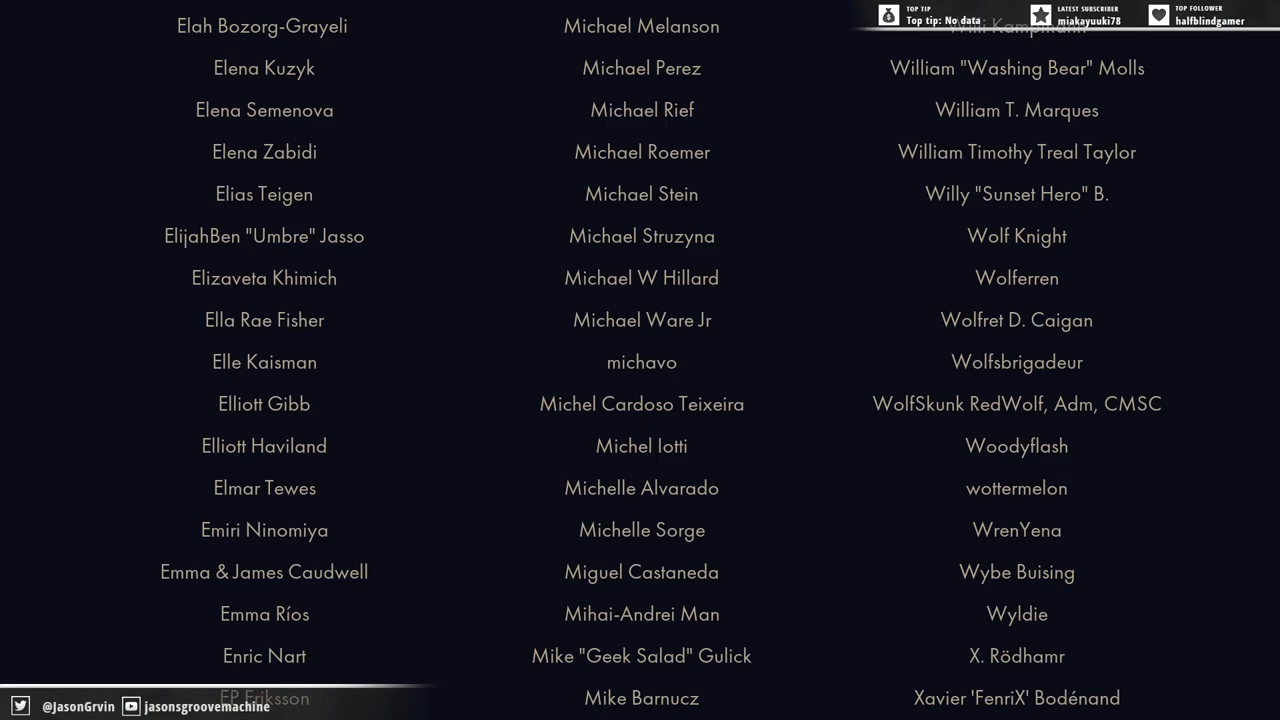 TOP TIP
Top tip: No data
LATEST SUBSCRIBER
miakayuuki78
TOP FOLLOWER
halfblindgamer
Elah Bozorg-Grayeli
Elena Kuzyk
Elena Semenova
Elena Zabidi
Elias Teigen
ElijahBen "Umbre" Jasso
Elizaveta Khimich
Ella Rae Fisher
Elle Kaisman
Elliott Gibb
Elliott Haviland
Elmar Tewes
Emiri Ninomiya
Emma & James Caudwell
Emma Ríos
Enric Nart
EP Eriksson
Michael Melanson
Michael Perez
Michael Rief
Michael Roemer
Michael Stein
Michael Struzyna
Michael W Hillard
Michael Ware Jr
michavo
Michel Cardoso Teixeira
Michel Iotti
Michelle Alvarado
Michelle Sorge
Miguel Castaneda
Mihai-Andrei Man
Mike "Geek Salad" Gulick
Mike Barnucz
Willi Kampmann
William "Washing Bear" Molls
William T. Marques
William Timothy Treal Taylor
Willy "Sunset Hero" B.
Wolf Knight
Wolferren
Wolfret D. Caigan
Wolfsbrigadeur
WolfSkunk RedWolf, Adm, CMSC
Woodyflash
wottermelon
WrenYena
Wybe Buising
Wyldie
X. Rödhamr
Xavier 'FenriX' Bodénand
@JasonGrvin
jasonsgroovemachine